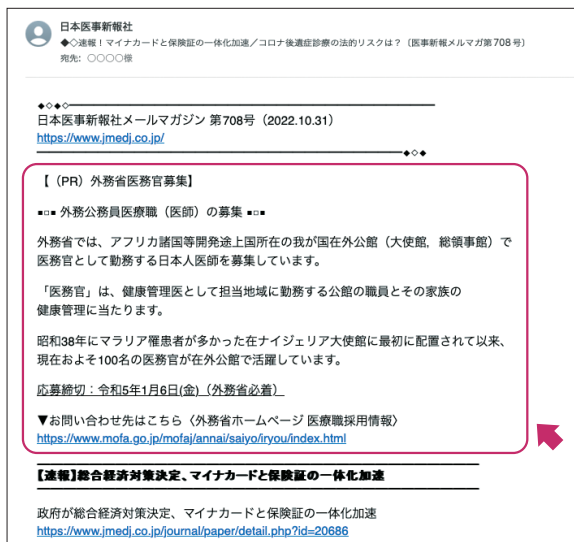 日本医事新報社
◆◇速報！マイナカードと保険証の一体化加速／コロナ後遺症診療の法的リスクは？〔医事新報メルマガ第708号〕
宛先: 〇〇〇〇様
◆◇◆◇
日本医事新報社メールマガジン 第708号（2022.10.31）
https://www.jmedj.co.jp/
◆◇◆
【（PR）外務省医務官募集】
■□■ 外務公務員医療職（医師）の募集 ■□■
外務省では、アフリカ諸国等開発途上国所在の我が国在外公館（大使館，総領事館）で
医務官として勤務する日本人医師を募集しています。
「医務官」は、健康管理医として担当地域に勤務する公館の職員とその家族の
健康管理に当たります。
昭和38年にマラリア罹患者が多かった在ナイジェリア大使館に最初に配置されて以来、
現在およそ100名の医務官が在外公館で活躍しています。
応募締切：令和5年1月6日(金)（外務省必着）
▼お問い合わせ先はこちら〈外務省ホームページ 医療職採用情報〉
https://www.mofa.go.jp/mofaj/annai/saiyo/iryou/index.html
【速報】総合経済対策決定、マイナカードと保険証の一体化加速
政府が総合経済対策決定、マイナカードと保険証の一体化加速
https://www.jmedj.co.jp/journal/paper/detail.php?id=20686